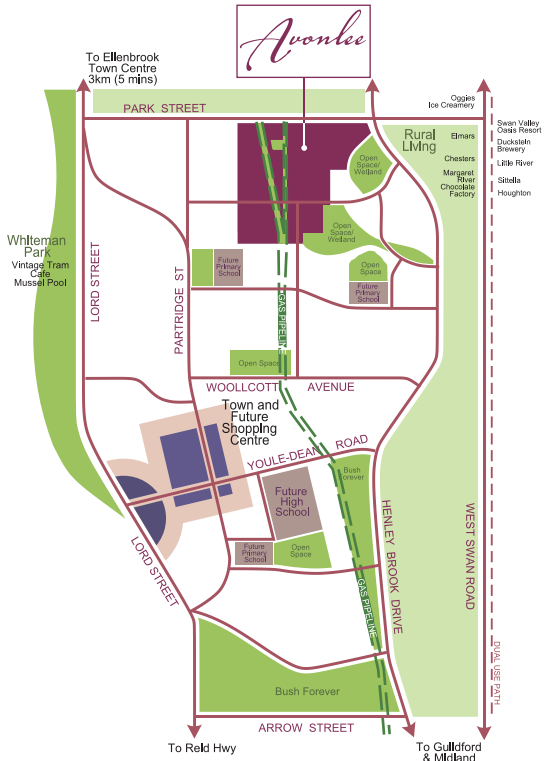 Avonlee
To Ellenbrook
Town Centre
3km (5 mins)
PARK STREET
Oggies
Ice Creamery
Swan Valley
Oasis Resort
Duckstein
Brewery
Little River
Sittella
Houghton
Rural
Living
Elmars
Chesters
Margaret
River
Chocolate
Factory
Open
Space/
Wetland
Open
Space/
Wetland
Open
Space
Future
Primary
School
Future
Primary
School
Whiteman
Park
Vintage Tram
Cafe
Mussel Pool
LORD STREET
PARTRIDGE ST
GAS PIPELINE
Open Space
WOOLLCOTT AVENUE
Town and
Future
Shopping
Centre
YOULE-DEAN ROAD
Bush
Forever
Future
High
School
Future
Primary
School
Open
Space
LORD STREET
HENLEY BROOK DRIVE
WEST SWAN ROAD
GAS PIPELINE
DUAL USE PATH
Bush Forever
ARROW STREET
To Reid Hwy
To Guildford
& Midland